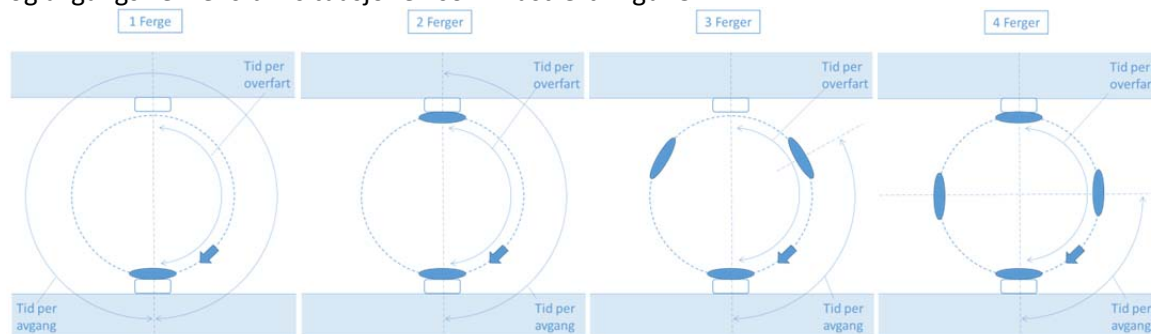 1 Ferge
2 Ferger
3 Ferger
4 Ferger
Tid per
overfart
Tid per
overfart
Tid per
overfart
Tid per
overfart
Tid per
avgang
Tid per
avgang
Tid per
avgang
Tid per
avgang